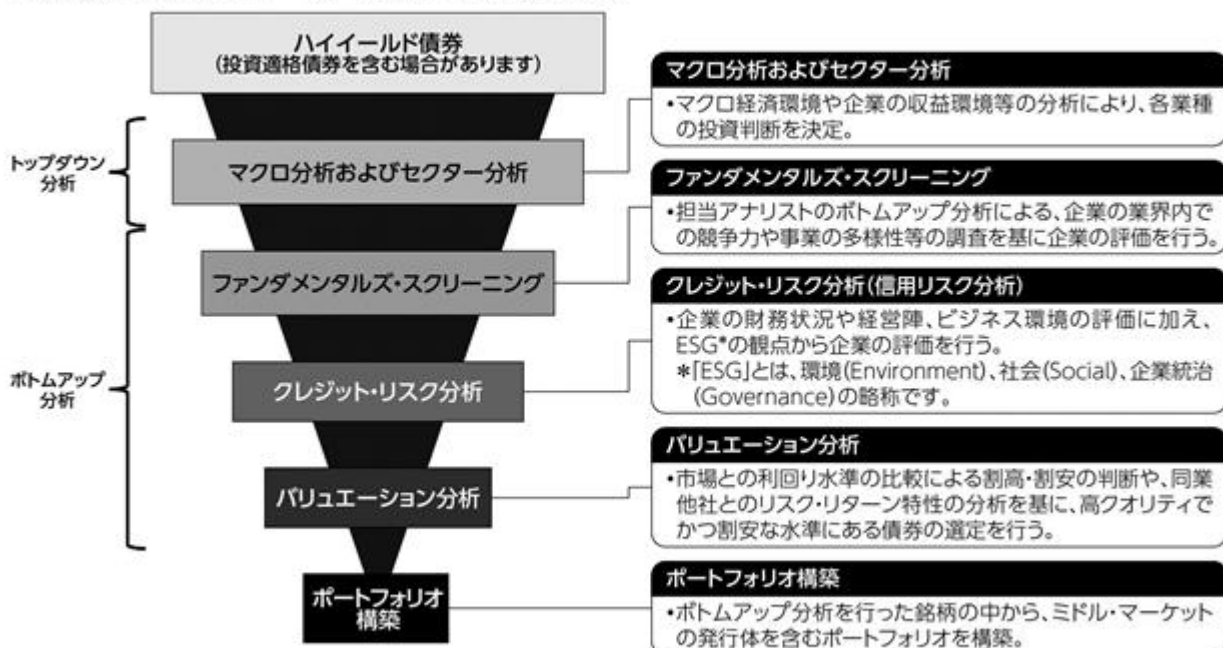 ハイイールド債券
(投資適格債券を含む場合があります)
トップダウン
分析
マクロ分析およびセクター分析
ファンダメンタルズ・スクリーニング
ボトムアップ
分析
クレジット・リスク分析
バリュエーション分析
ポートフォリオ
構築
マクロ分析およびセクター分析
•マクロ経済環境や企業の収益環境等の分析により、各業種
の投資判断を決定。
ファンダメンタルズ・スクリーニング
•担当アナリストのボトムアップ分析による、企業の業界内で
の競争力や事業の多様性等の調査を基に企業の評価を行う。
クレジット・リスク分析(信用リスク分析)
•企業の財務状況や経営陣、ビジネス環境の評価に加え、
ESG*の観点から企業の評価を行う。
*「ESG」とは、環境(Environment)、社会(Social)、企業統治
(Governance)の略称です。
バリュエーション分析
•市場との利回り水準の比較による割高・割安の判断や、同業
他社とのリスク・リターン特性の分析を基に、高クオリティで
かつ割安な水準にある債券の選定を行う。
ポートフォリオ構築
•ボトムアップ分析を行った銘柄の中から、ミドル・マーケット
の発行体を含むポートフォリオを構築。